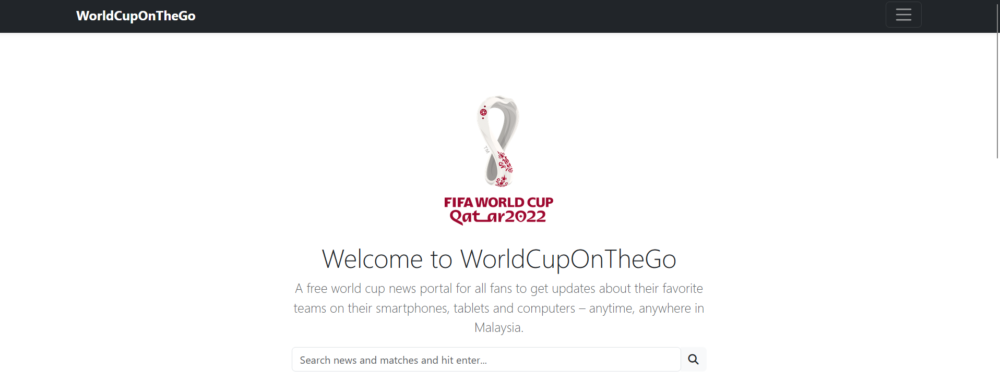 WorldCupOnTheGo
TM
FIFA WORLD CUP
Qatar2022
Welcome to WorldCupOnTheGo
A free world cup news portal for all fans to get updates about their favorite
teams on their smartphones, tablets and computers – anytime, anywhere in
Malaysia.
Search news and matches and hit enter...